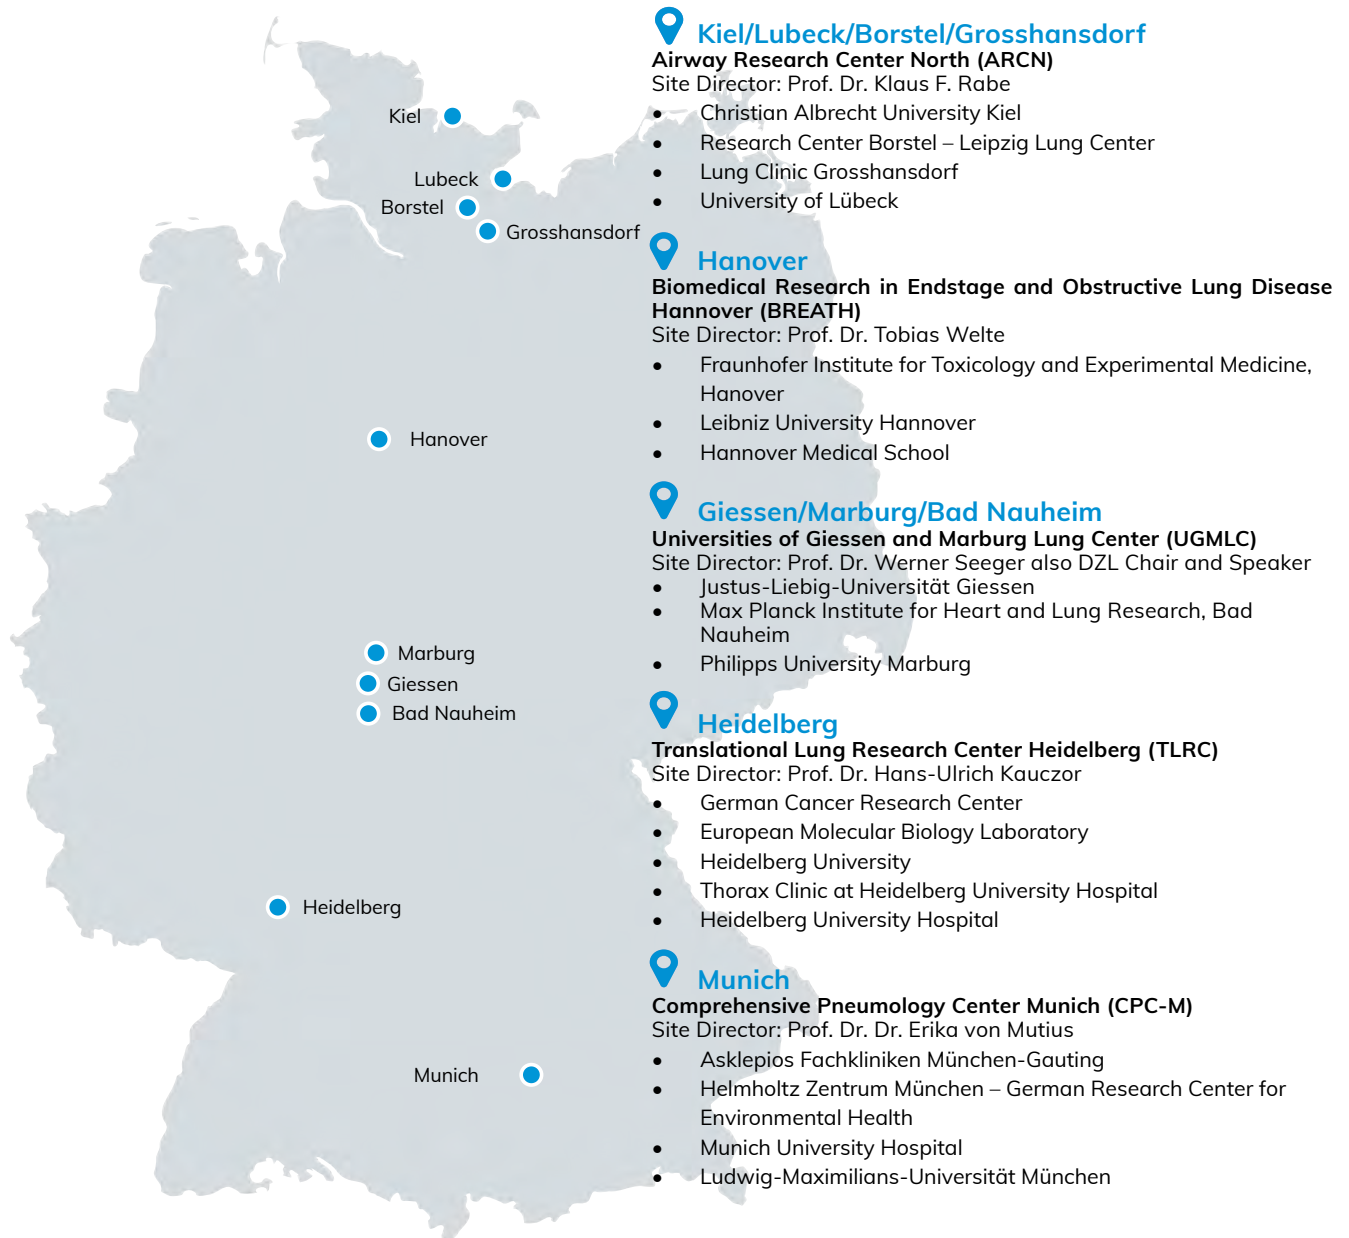 Kiel
Lubeck
Borstel
Grosshansdorf
Hanover
Marburg
Giessen
Bad Nauheim
Heidelberg
Munich
Kiel/Lubeck/Borstel/Grosshansdorf
Airway Research Center North (ARCN)
Site Director: Prof. Dr. Klaus F. Rabe
• Christian Albrecht University Kiel
• Research Center Borstel – Leipzig Lung Center
• Lung Clinic Grosshansdorf
• University of Lübeck
Hanover
Biomedical Research in Endstage and Obstructive Lung Disease
Hannover (BREATH)
Site Director: Prof. Dr. Tobias Welte
• Fraunhofer Institute for Toxicology and Experimental Medicine,
Hanover
• Leibniz University Hannover
• Hannover Medical School
Giessen/Marburg/Bad Nauheim
Universities of Giessen and Marburg Lung Center (UGMLC)
Site Director: Prof. Dr. Werner Seeger also DZL Chair and Speaker
• Justus-Liebig-Universität Giessen
• Max Planck Institute for Heart and Lung Research, Bad
Nauheim
• Philipps University Marburg
Heidelberg
Translational Lung Research Center Heidelberg (TLRC)
Site Director: Prof. Dr. Hans-Ulrich Kauczor
• German Cancer Research Center
• European Molecular Biology Laboratory
• Heidelberg University
• Thorax Clinic at Heidelberg University Hospital
• Heidelberg University Hospital
Munich
Comprehensive Pneumology Center Munich (CPC-M)
Site Director: Prof. Dr. Dr. Erika von Mutius
• Asklepios Fachkliniken München-Gauting
• Helmholtz Zentrum München – German Research Center for
Environmental Health
• Munich University Hospital
• Ludwig-Maximilians-Universität München